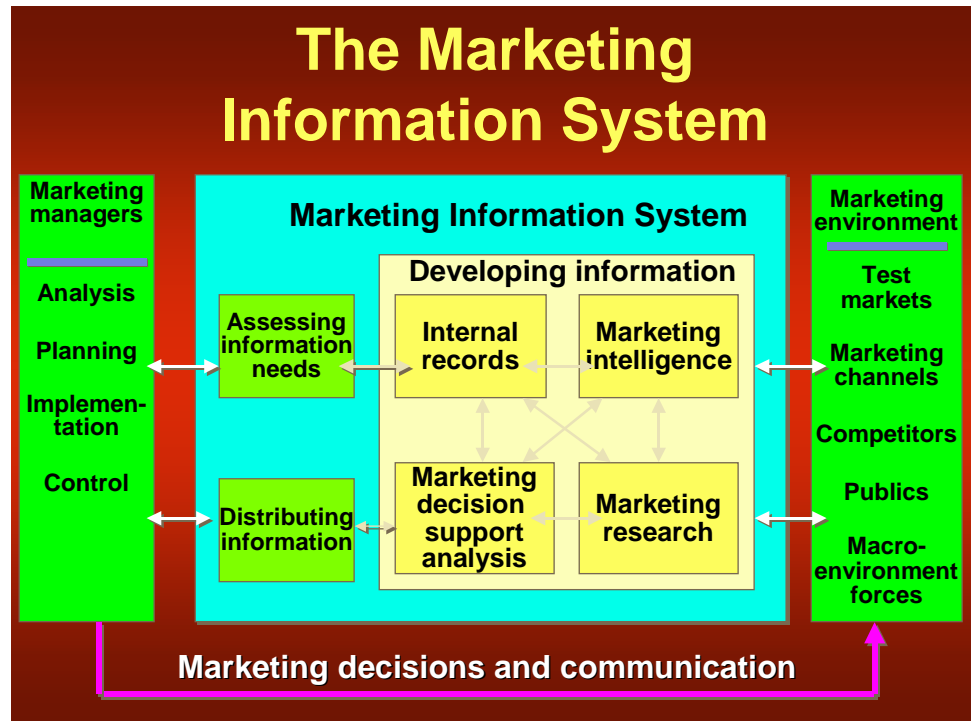 The Marketing
Information System
Marketing
managers
Analysis
Planning
Implemen-
tation
Control
Marketing Information System
Developing information
Assessing
information
needs
Distributing
information
Internal
records
Marketing
intelligence
Marketing
decision
support
analysis
Marketing
research
Marketing
environment
Test
markets
Marketing
channels
Competitors
Publics
Macro-
environment
forces
Marketing decisions and communication